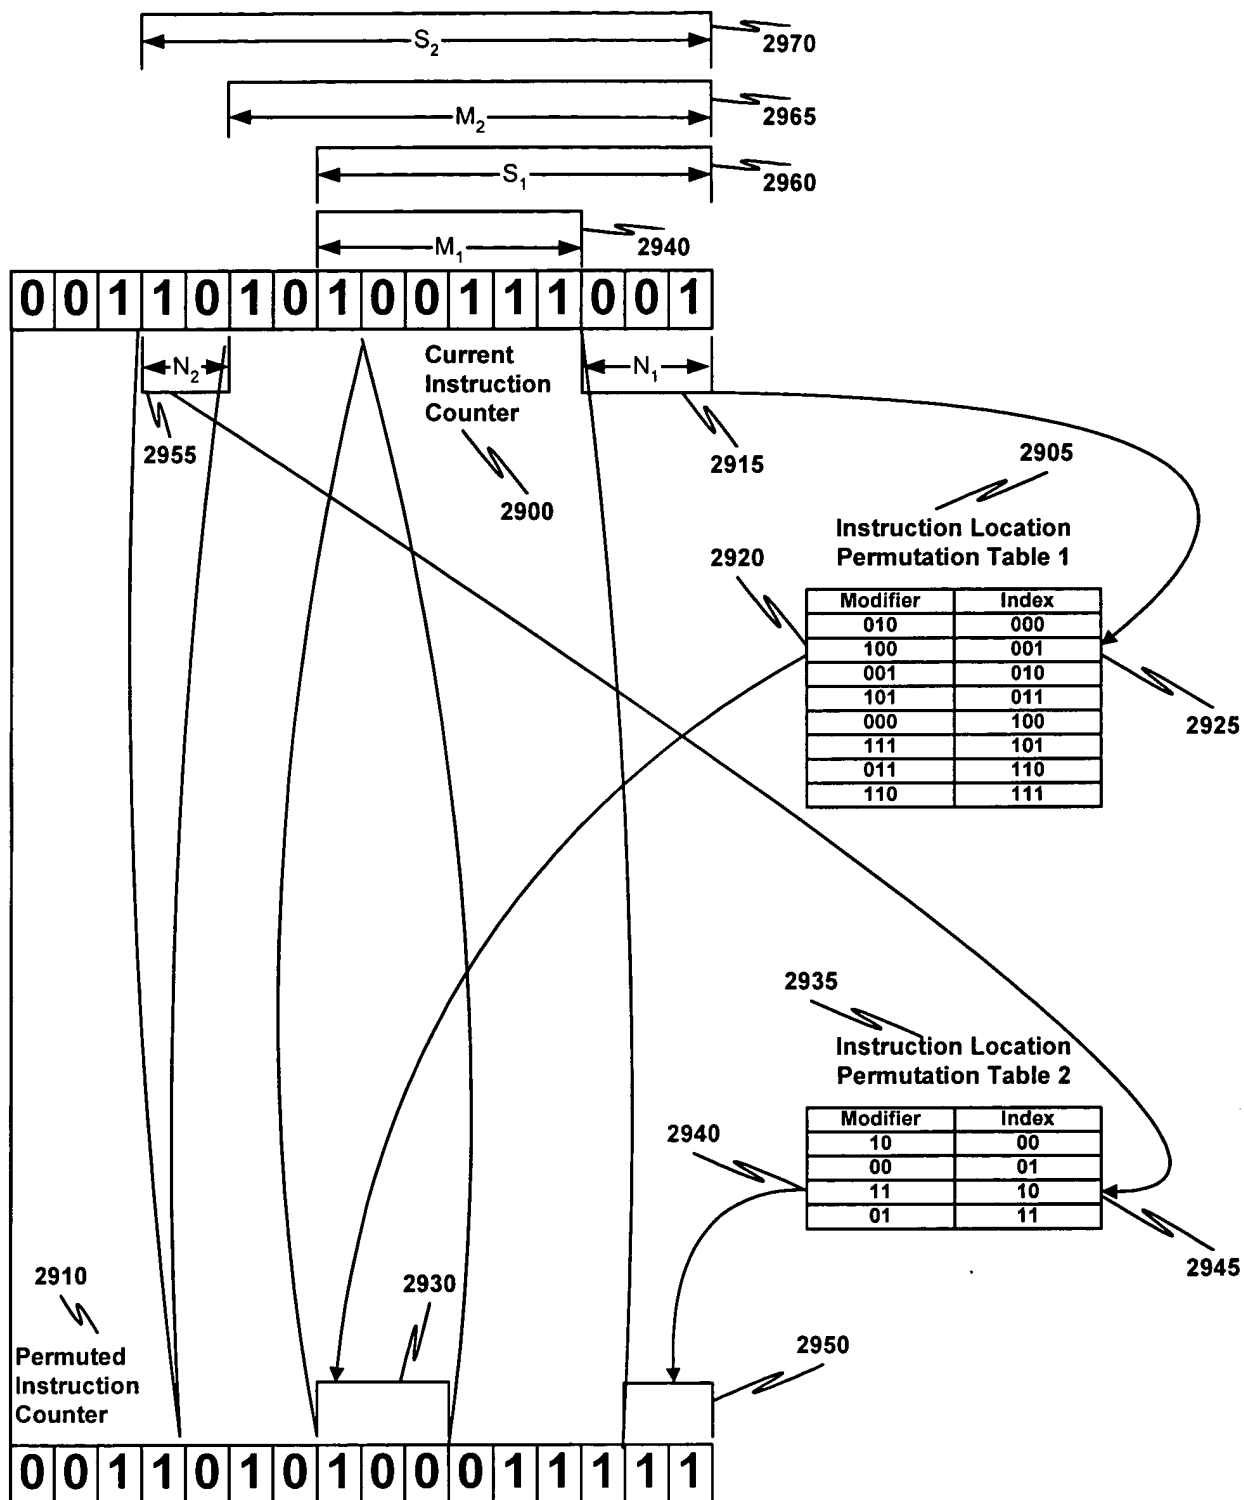 S2
2970
M2
2965
S1
2960
M1
2940
0 0 1 1 0 1 0 1 0 0 1 1 1 0 0 1
N2
Current
Instruction
Counter
N1
2955
2915
2900
2905
Instruction Location
Permutation Table 1
2920
Modifier Index
010 000
100 001
001 010
101 011
000 100
111 101
011 110
110 111
2925
2935
Instruction Location
Permutation Table 2
2940
Modifier Index
10 00
00 01
11 10
01 11
2945
2910
2930
2950
Permuted
Instruction
Counter
0 0 1 1 0 1 0 1 0 0 0 1 1 1 1 1